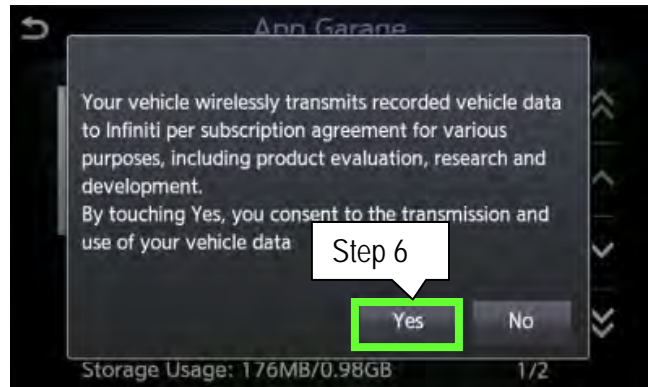 App Garage
Your vehicle wirelessly transmits recorded vehicle data
to Infiniti per subscription agreement for various
purposes, including product evaluation, research and
development.
By touching Yes, you consent to the transmission and
use of your vehicle data
Step 6
Yes No
Storage Usage: 176MB/0.98GB 1/2